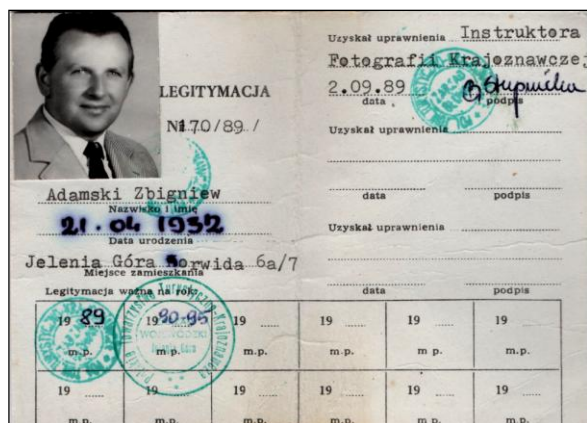 LEGITYMACJA
№170/89/
Adamski Zbigniew
Nazwisko i imię
21.04 1932
Data urodzenia
Jelenia Góra Norwida 6a/7
Miejsce zamieszkania
Legitymacja ważna na rok:
19 89 19 90-95 19 ...... 19 ......
m.p. m.p. m.p. m.p.
19 ...... 19 ...... 19 ...... 19 ......
m.p. m.p. m.p. m.p.
Uzyskał uprawnienia Instruktora
Fotografii Krajoznawczej
2.09.89
data podpis
Uzyskał uprawnienia
data podpis
Uzyskał uprawnienia
data podpis
19 ...... 19 ......
m.p. m.p.
19 ...... 19 ......
m.p. m.p.